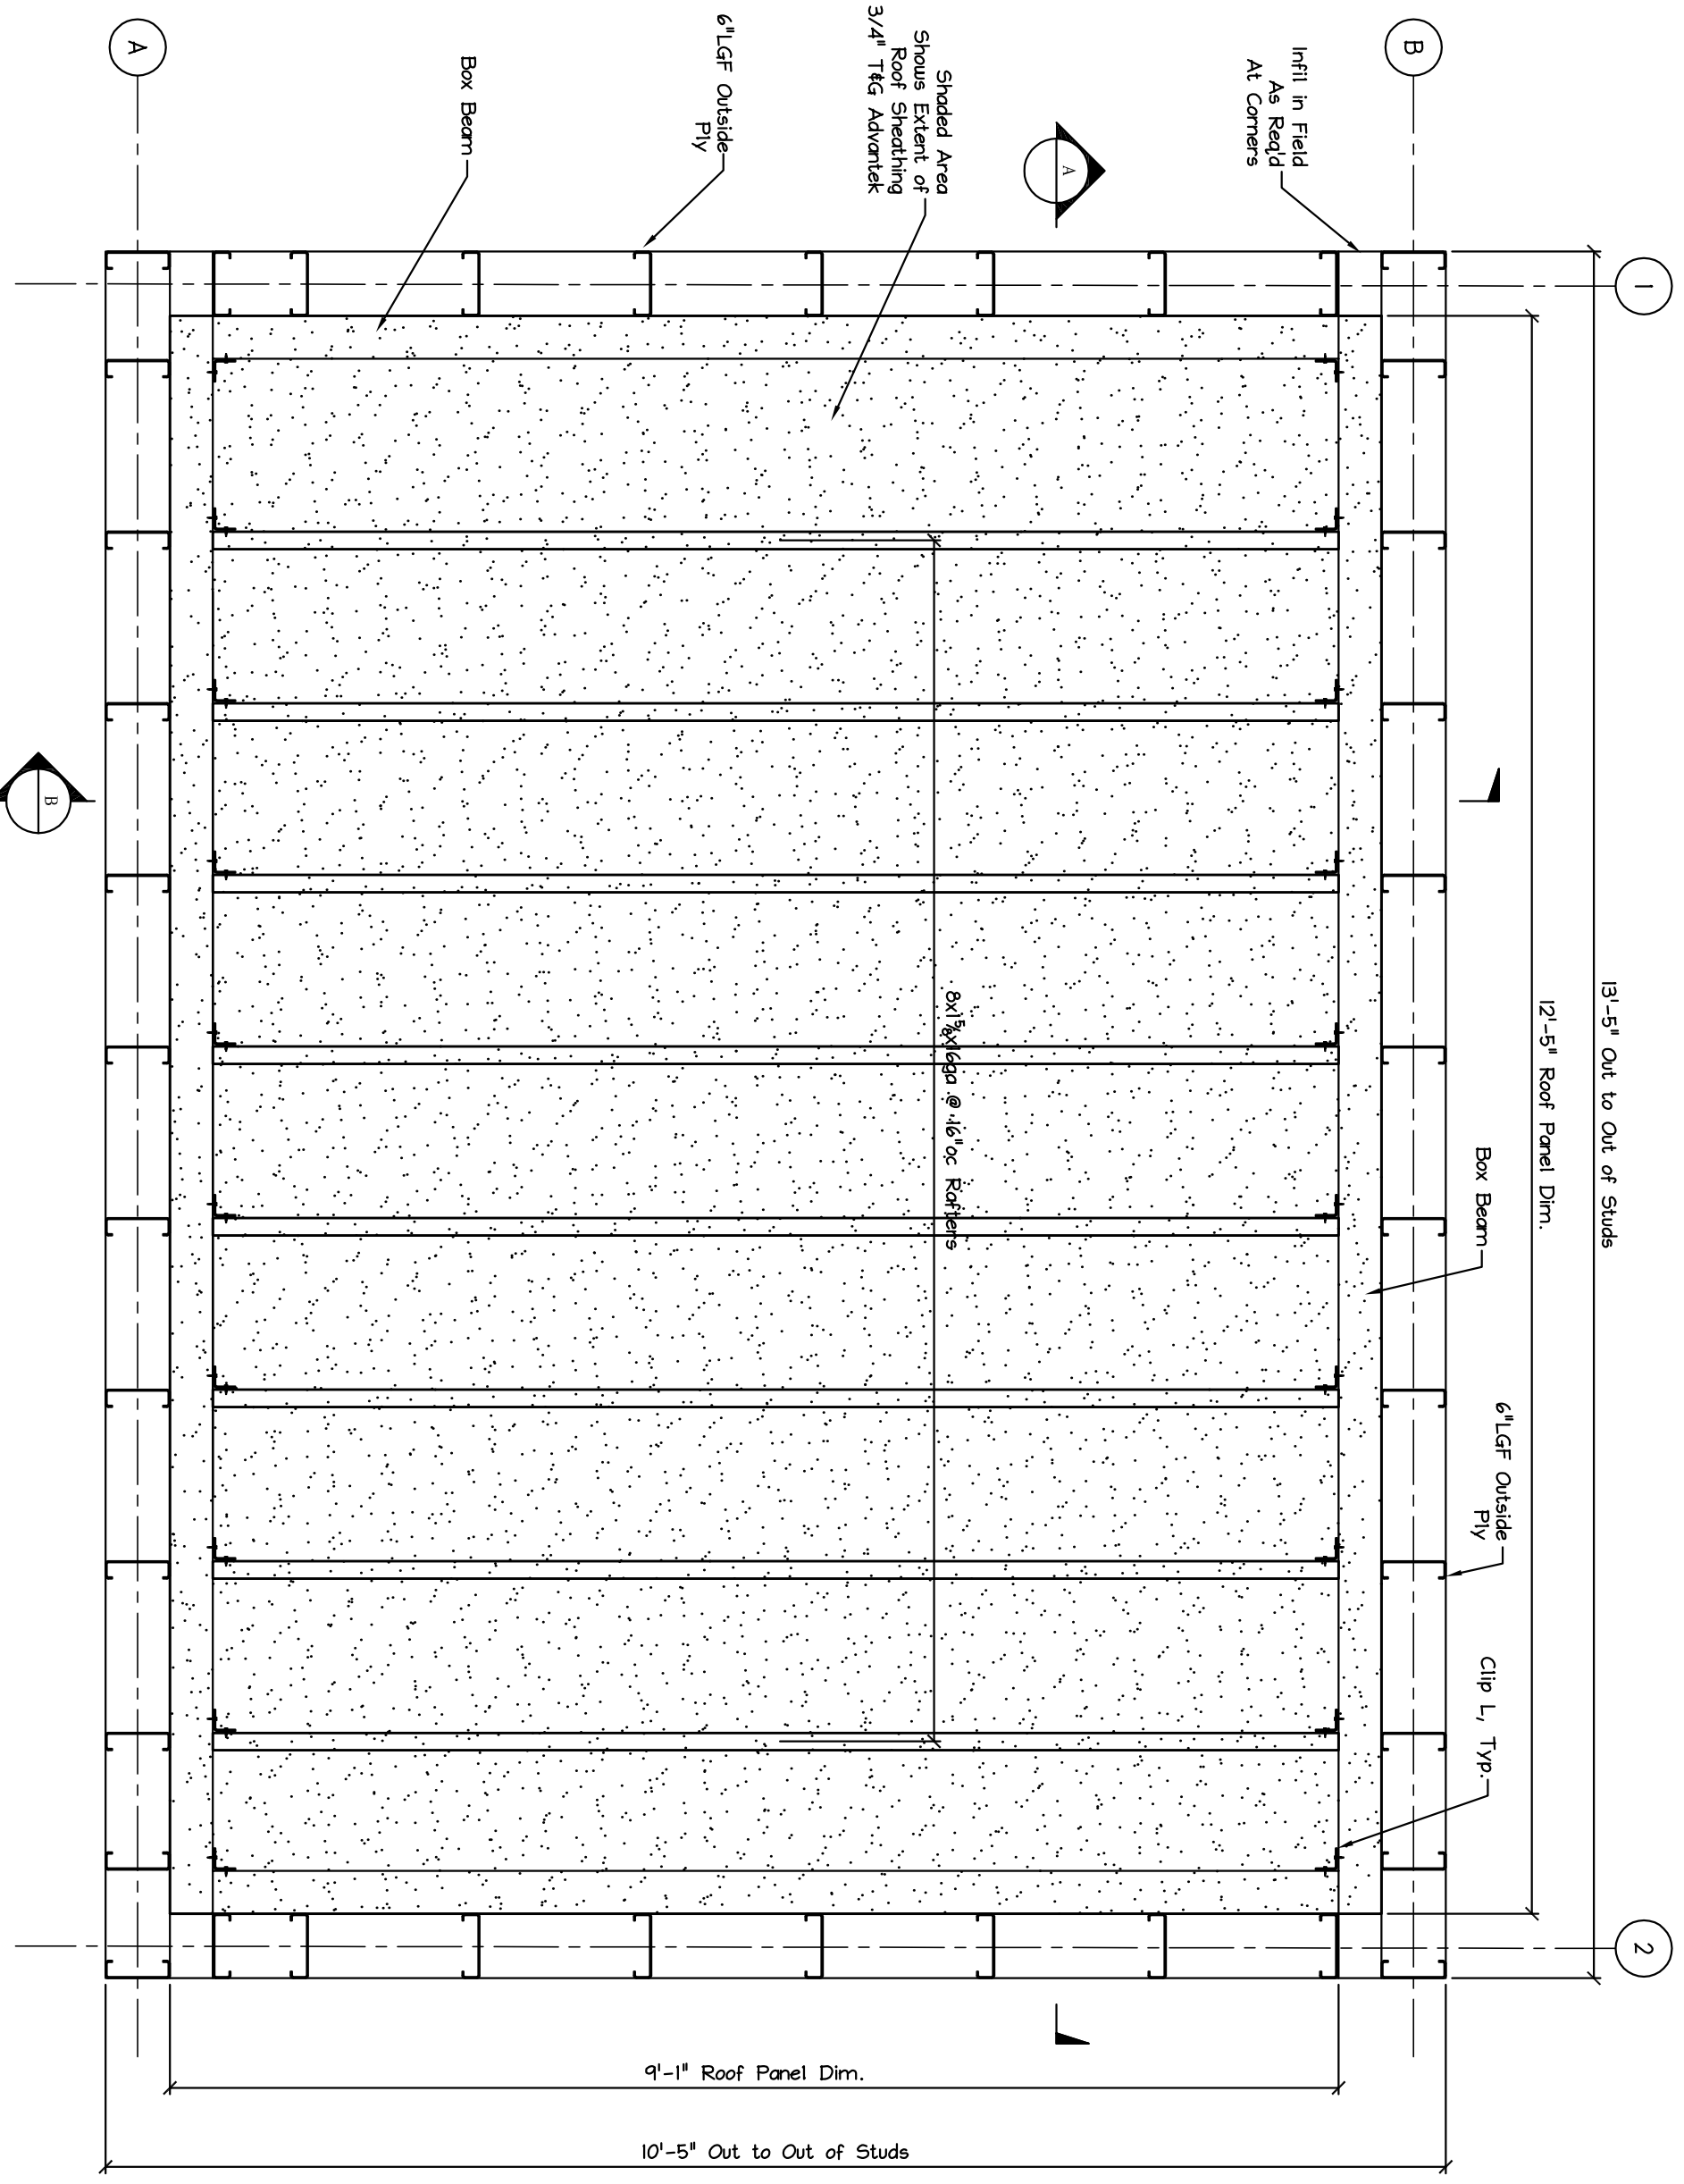 A
B
1
2
A
B
Box Beam
6"LGF Outside
Ply
Shaded Area
Shows Extent of
Roof Sheathing
3/4" T&G Advantek
Infil in Field
As Req'd
At Corners
13'-5" Out to Out of Studs
12'-5" Roof Panel Dim.
Box Beam
6"LGF Outside
Ply
Clip L, Typ.
8x1⅝x16ga @ 16"oc Rafters
9'-1" Roof Panel Dim.
10'-5" Out to Out of Studs